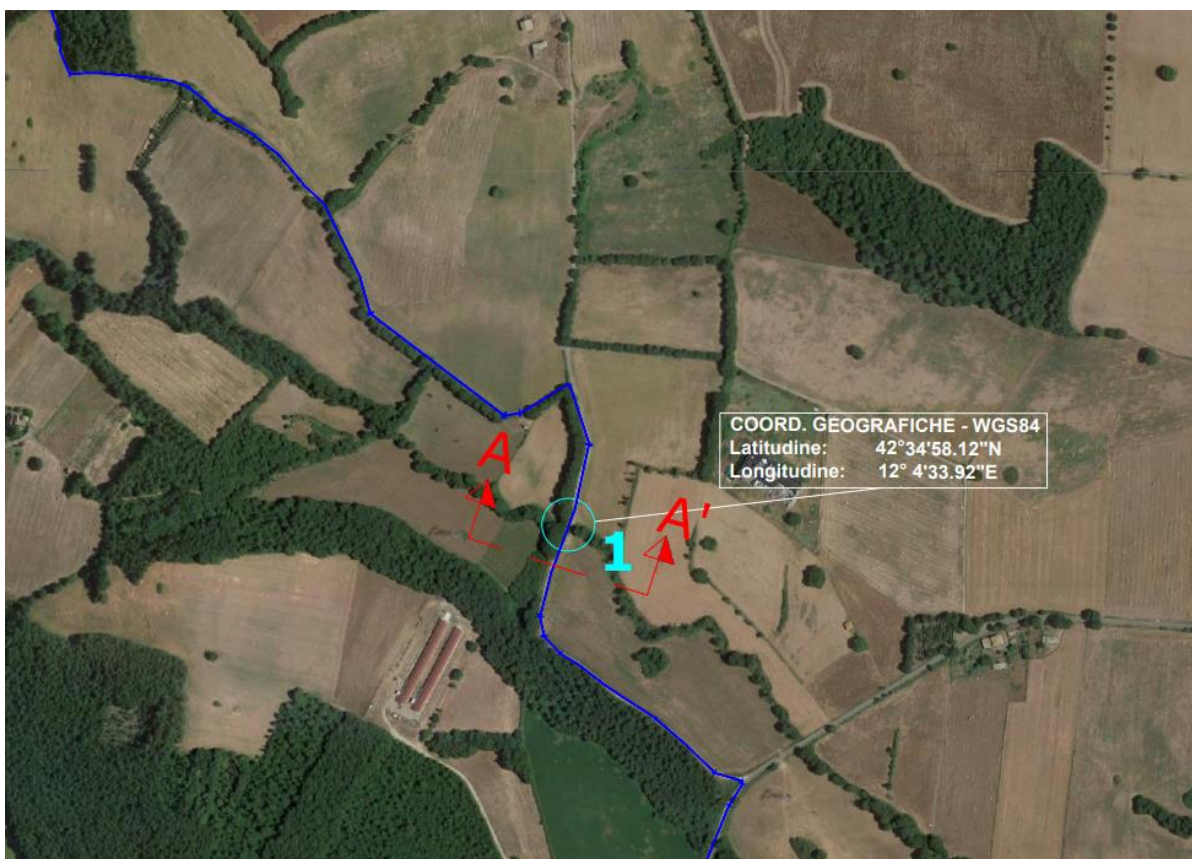 COORD. GEOGRAFICHE - WGS84
Latitudine: 42°34'58.12"N
Longitudine: 12° 4'33.92"E
A
A'
1